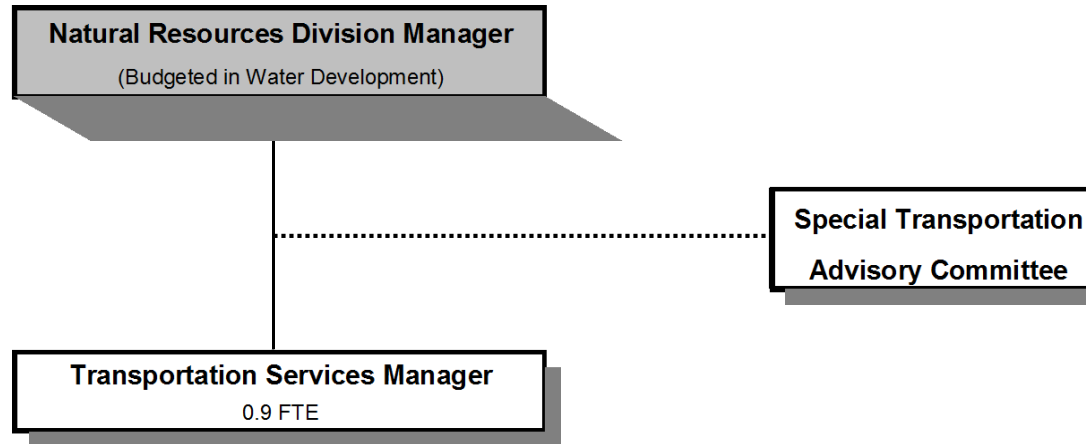 Natural Resources Division Manager
(Budgeted in Water Development)
Special Transportation
Advisory Committee
Transportation Services Manager
0.9 FTE